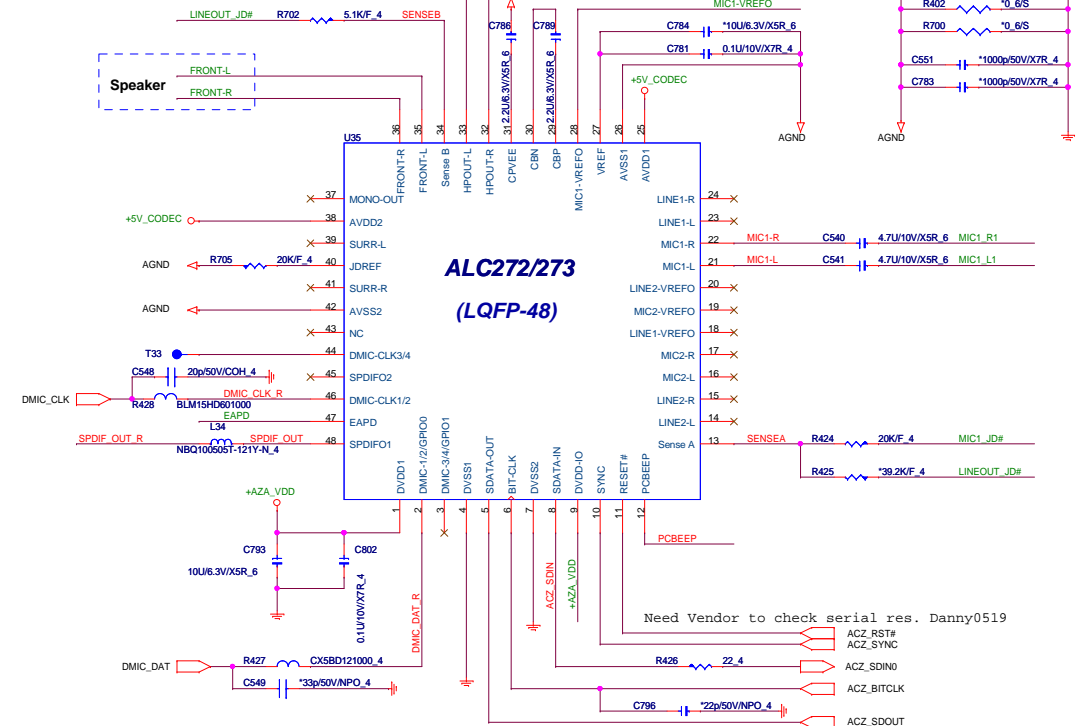 MIC1-VREFO
LINEOUT_JD#
R702
5.1K/F_4
SENSEB
C786
2.2U/6.3V/X5R_6
C789
2.2U/6.3V/X5R_6
C784
*10U/6.3V/X5R_6
C781
0.1U/10V/X7R_4
R402
*0_6/S
R700
*0_6/S
C551
*1000p/50V/X7R_4
C783
*1000p/50V/X7R_4
Speaker
FRONT-L
FRONT-R
+5V_CODEC
AGND
AGND
U35
36
35
34
33
32
31
30
29
28
27
26
25
FRONT-R
FRONT-L
Sense B
HPOUT-L
HPOUT-R
CPVEE
CBN
CBP
MIC1-VREFO
VREF
AVSS1
AVDD1
37 MONO-OUT
+5V_CODEC
38 AVDD2
39 SURR-L
AGND
R705
20K/F_4
40 JDREF
41 SURR-R
AGND
42 AVSS2
43 NC
T33
44 DMIC-CLK3/4
C548
20p/50V/COH_4
45 SPDIFO2
DMIC_CLK
R428
BLM15HD601000
DMIC_CLK_R
46 DMIC-CLK1/2
EAPD
47 EAPD
SPDIF_OUT_R
L34
NBQ100505T-121Y-N_4
SPDIF_OUT
48 SPDIFO1
ALC272/273
(LQFP-48)
LINE1-R 24
LINE1-L 23
MIC1-R 22
MIC1-R
C540
4.7U/10V/X5R_6
MIC1_R1
MIC1-L 21
MIC1-L
C541
4.7U/10V/X5R_6
MIC1_L1
LINE2-VREFO 20
MIC2-VREFO 19
LINE1-VREFO 18
MIC2-R 17
MIC2-L 16
LINE2-R 15
LINE2-L 14
Sense A 13
SENSEA
R424
20K/F_4
MIC1_JD#
R425
*39.2K/F_4
LINEOUT_JD#
DVDD1
DMIC-1/2/GPIO0
DMIC-3/4/GPIO1
DVSS1
SDATA-OUT
BIT-CLK
DVSS2
SDATA-IN
DVDD-IO
SYNC
RESET#
PCBEEP
1
2
3
4
5
6
7
8
9
10
11
12
+AZA_VDD
C793
10U/6.3V/X5R_6
C802
0.1U/10V/X7R_4
DMIC_DAT_R
ACZ_SDIN
+AZA_VDD
PCBEEP
Need Vendor to check serial res. Danny0519
ACZ_RST#
ACZ_SYNC
DMIC_DAT
R427
CX5BD121000_4
C549
*33p/50V/NPO_4
R426
22_4
ACZ_SDIN0
ACZ_BITCLK
C796
*22p/50V/NPO_4
ACZ_SDOUT